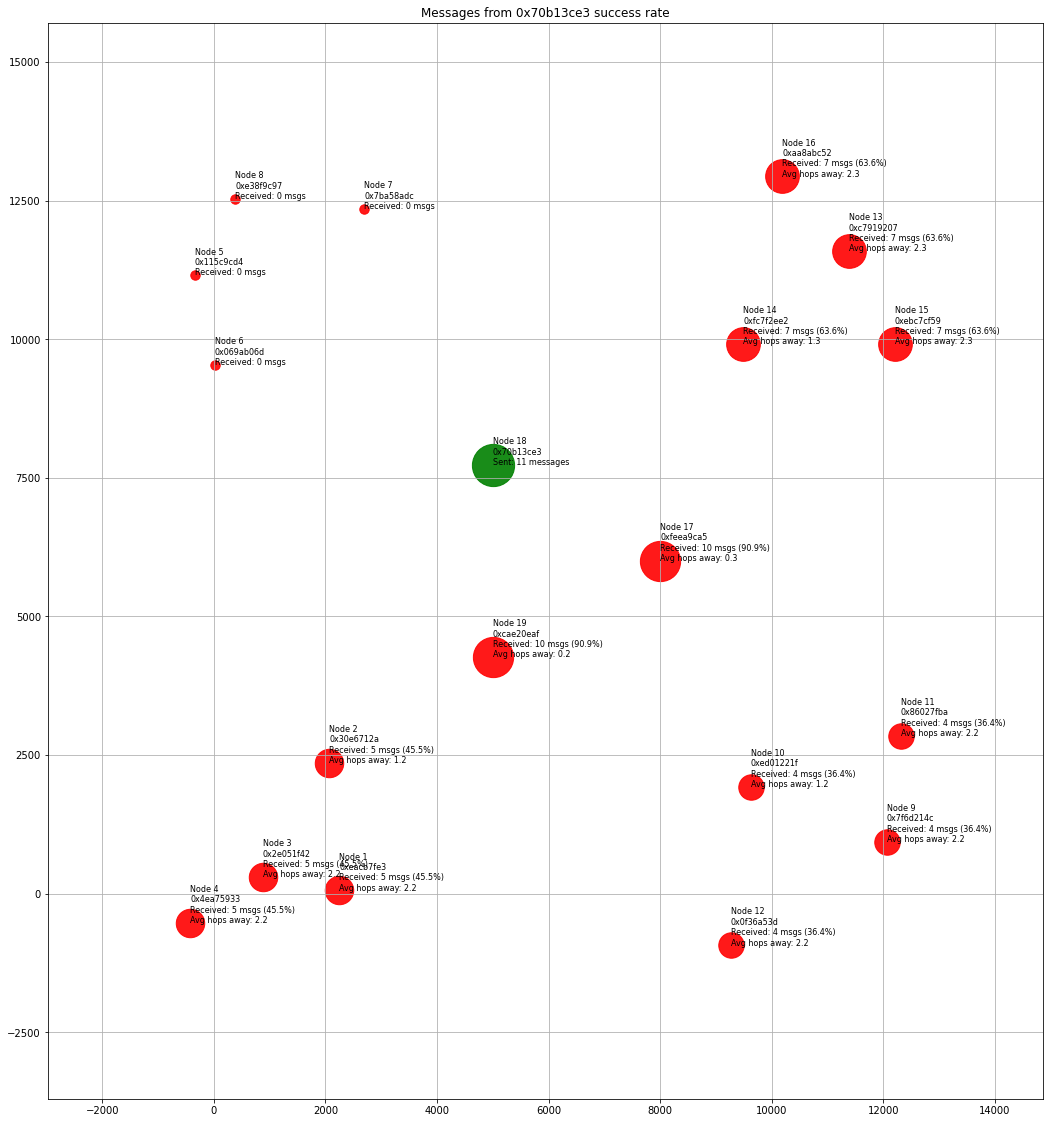 Messages from 0x70b13ce3 success rate
15000
12500
10000
7500
5000
2500
0
−2500
Node 16
0xaa8abc52
Received: 7 msgs (63.6%)
Avg hops away: 2.3
Node 8
0xe38f9c97
Received: 0 msgs
Node 7
0x7ba58adc
Received: 0 msgs
Node 13
0xc7919207
Received: 7 msgs (63.6%)
Avg hops away: 2.3
Node 5
0x115c9cd4
Received: 0 msgs
Node 14
0xfc7f2ee2
Received: 7 msgs (63.6%)
Avg hops away: 1.3
Node 15
0xebc7cf59
Received: 7 msgs (63.6%)
Avg hops away: 2.3
Node 6
0x069ab06d
Received: 0 msgs
Node 18
0x70b13ce3
Sent: 11 messages
Node 17
0xfeea9ca5
Received: 10 msgs (90.9%)
Avg hops away: 0.3
Node 19
0xcae20eaf
Received: 10 msgs (90.9%)
Avg hops away: 0.2
Node 11
0x86027fba
Received: 4 msgs (36.4%)
Avg hops away: 2.2
Node 2
0x30e6712a
Received: 5 msgs (45.5%)
Avg hops away: 1.2
Node 10
0xed01221f
Received: 4 msgs (36.4%)
Avg hops away: 1.2
Node 9
0x7f6d214c
Received: 4 msgs (36.4%)
Avg hops away: 2.2
Node 3
0x2e051f42
Received: 5 msgs (45.5%)
Avg hops away: 2.2
Node 1
0xeacb7fe3
Received: 5 msgs (45.5%)
Avg hops away: 2.2
Node 4
0x4ea75933
Received: 5 msgs (45.5%)
Avg hops away: 2.2
Node 12
0x0f36a53d
Received: 4 msgs (36.4%)
Avg hops away: 2.2
−2000
0
2000
4000
6000
8000
10000
12000
14000